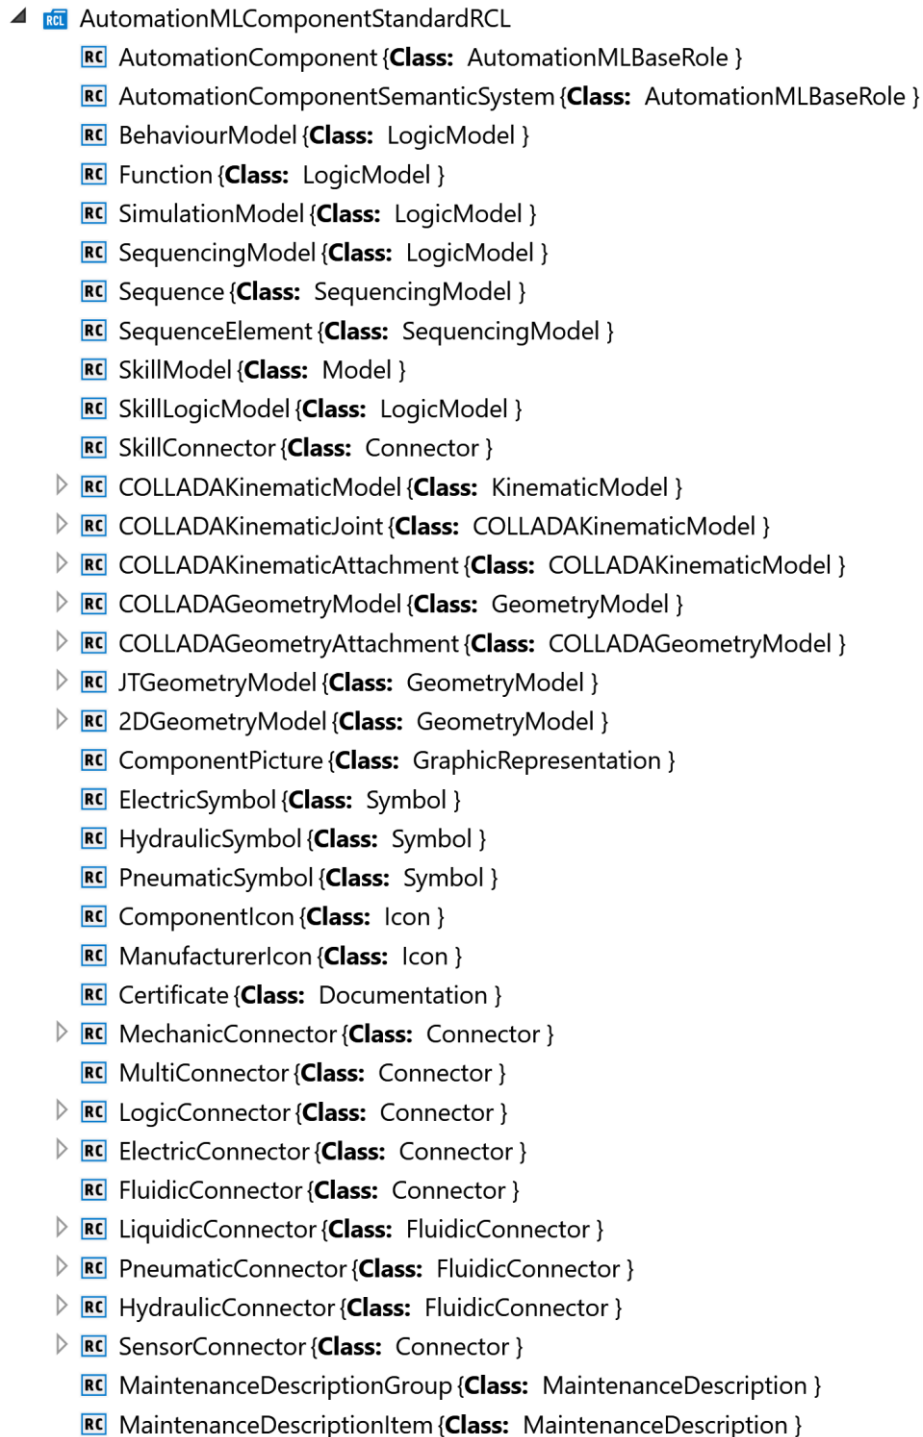 RCL AutomationMLComponentStandardRCL
RC AutomationComponent {Class: AutomationMLBaseRole }
RC AutomationComponentSemanticSystem {Class: AutomationMLBaseRole }
RC BehaviourModel {Class: LogicModel }
RC Function {Class: LogicModel }
RC SimulationModel {Class: LogicModel }
RC SequencingModel {Class: LogicModel }
RC Sequence {Class: SequencingModel }
RC SequenceElement {Class: SequencingModel }
RC SkillModel {Class: Model }
RC SkillLogicModel {Class: LogicModel }
RC SkillConnector {Class: Connector }
RC COLLADAKinematicModel {Class: KinematicModel }
RC COLLADAKinematicJoint {Class: COLLADAKinematicModel }
RC COLLADAKinematicAttachment {Class: COLLADAKinematicModel }
RC COLLADAGeometryModel {Class: GeometryModel }
RC COLLADAGeometryAttachment {Class: COLLADAGeometryModel }
RC JTGeometryModel {Class: GeometryModel }
RC 2DGeometryModel {Class: GeometryModel }
RC ComponentPicture {Class: GraphicRepresentation }
RC ElectricSymbol {Class: Symbol }
RC HydraulicSymbol {Class: Symbol }
RC PneumaticSymbol {Class: Symbol }
RC ComponentIcon {Class: Icon }
RC ManufacturerIcon {Class: Icon }
RC Certificate {Class: Documentation }
RC MechanicConnector {Class: Connector }
RC MultiConnector {Class: Connector }
RC LogicConnector {Class: Connector }
RC ElectricConnector {Class: Connector }
RC FluidicConnector {Class: Connector }
RC LiquidicConnector {Class: FluidicConnector }
RC PneumaticConnector {Class: FluidicConnector }
RC HydraulicConnector {Class: FluidicConnector }
RC SensorConnector {Class: Connector }
RC MaintenanceDescriptionGroup {Class: MaintenanceDescription }
RC MaintenanceDescriptionItem {Class: MaintenanceDescription }